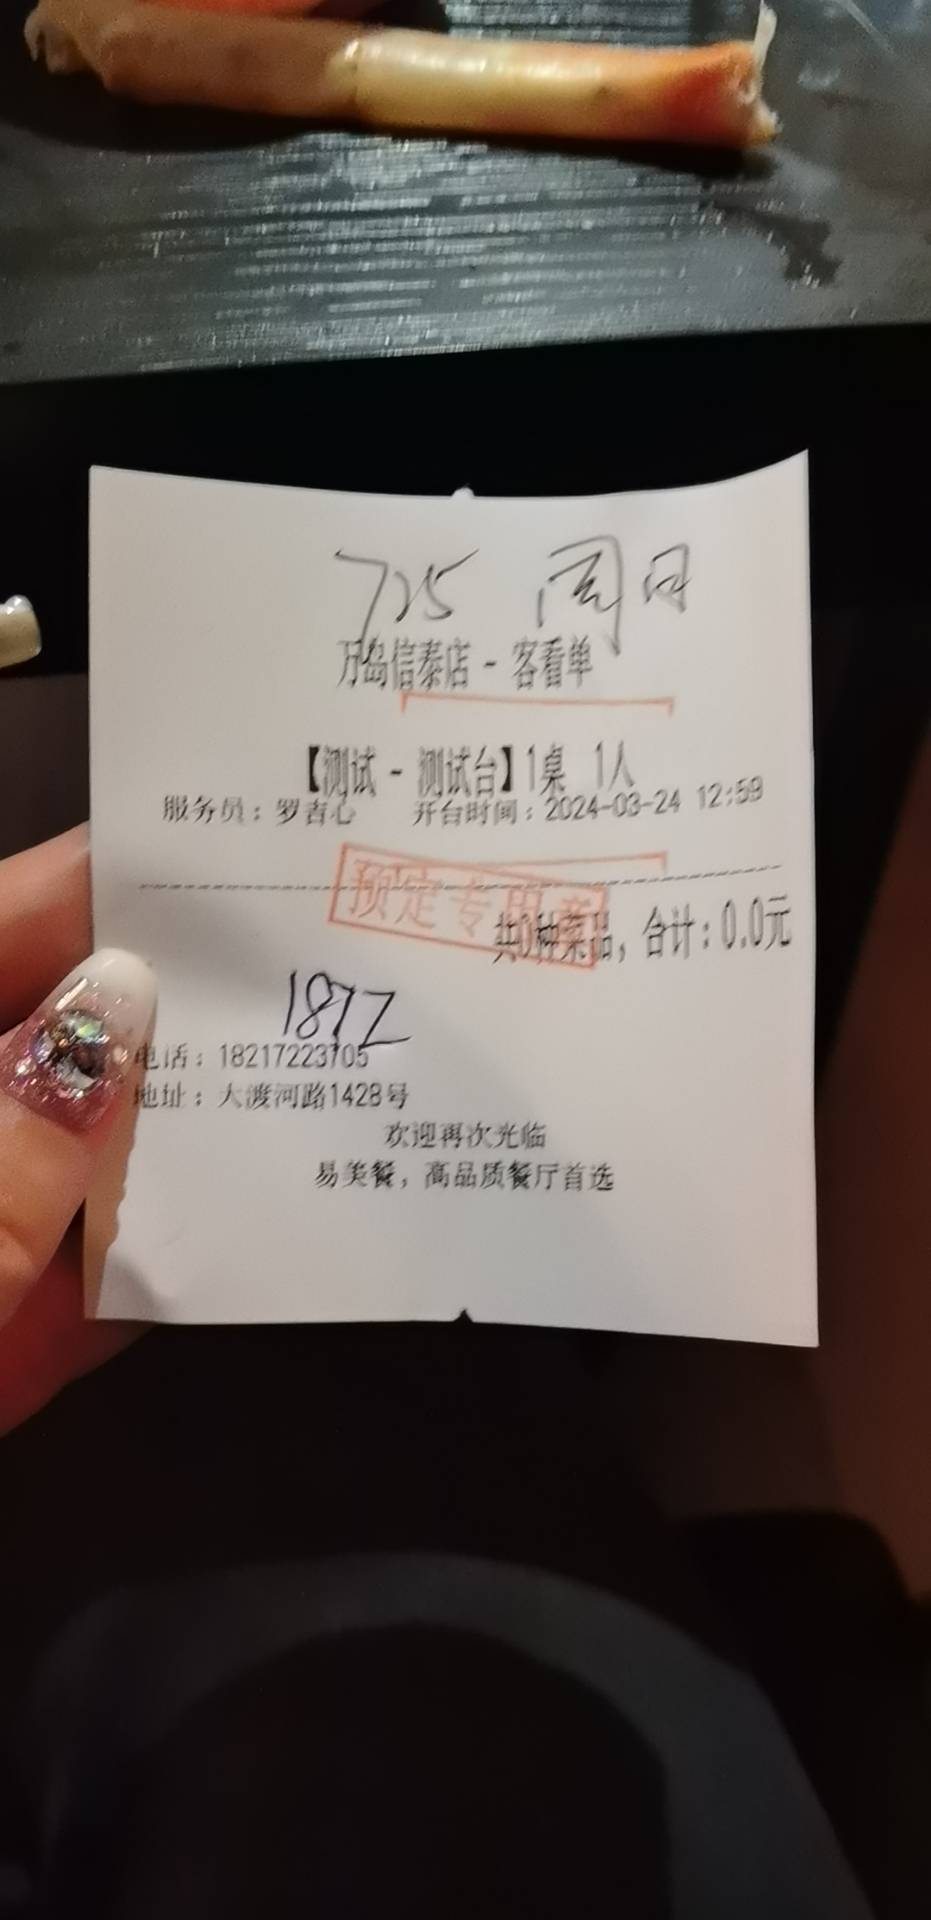 725 周日
万岛信泰店 - 客看单
【测试 - 测试台】1桌 1人
服务员：罗吉心 开台时间：2024-03-24 12:59
预定专用章
共0种菜品，合计：0.0元
187Z
电话：18217223705
地址：大渡河路1428号
欢迎再次光临
易美餐，高品质餐厅首选